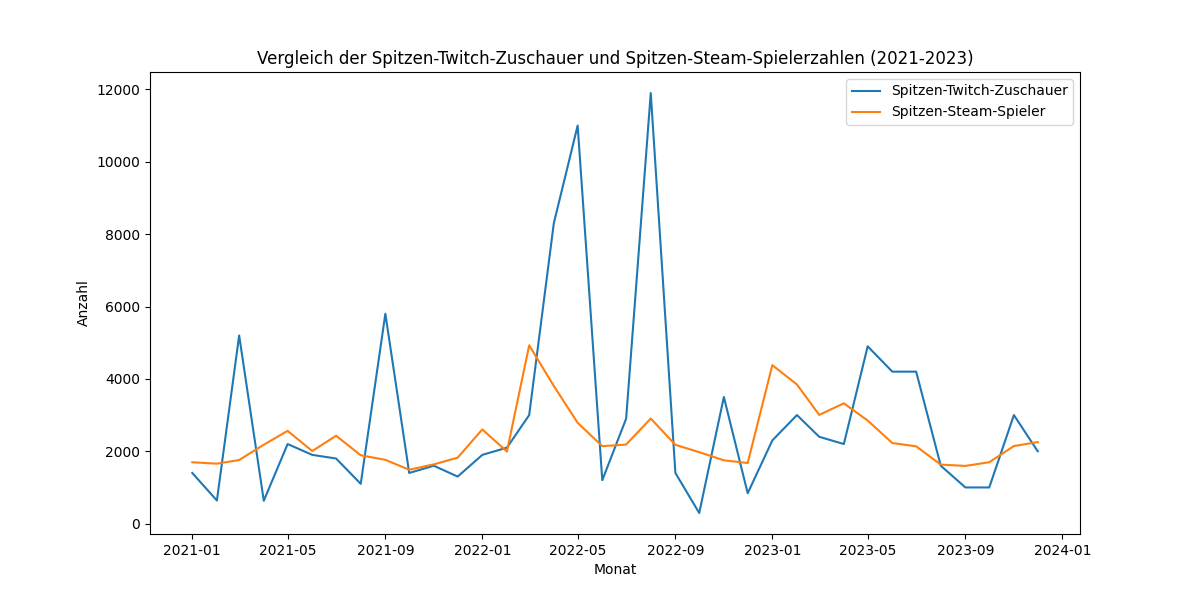 Vergleich der Spitzen-Twitch-Zuschauer und Spitzen-Steam-Spielerzahlen (2021-2023)
Spitzen-Twitch-Zuschauer
Spitzen-Steam-Spieler
Anzahl
12000
10000
8000
6000
4000
2000
0
2021-01 2021-05 2021-09 2022-01 2022-05 2022-09 2023-01 2023-05 2023-09 2024-01
Monat